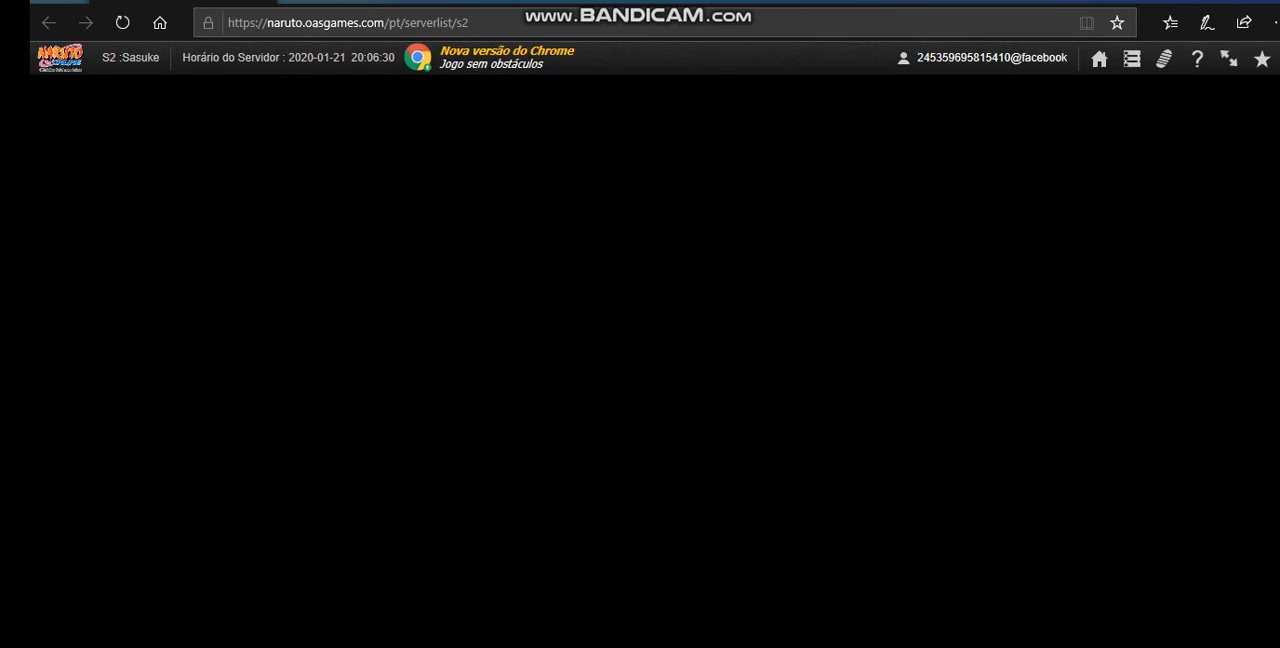 www.BANDICAM.com
https://naruto.oasgames.com/pt/serverlist/s2
NARUTO
S2 :Sasuke
Horário do Servidor : 2020-01-21 20:06:30
Nova versão do Chrome
Jogo sem obstáculos
245359695815410@facebook
?